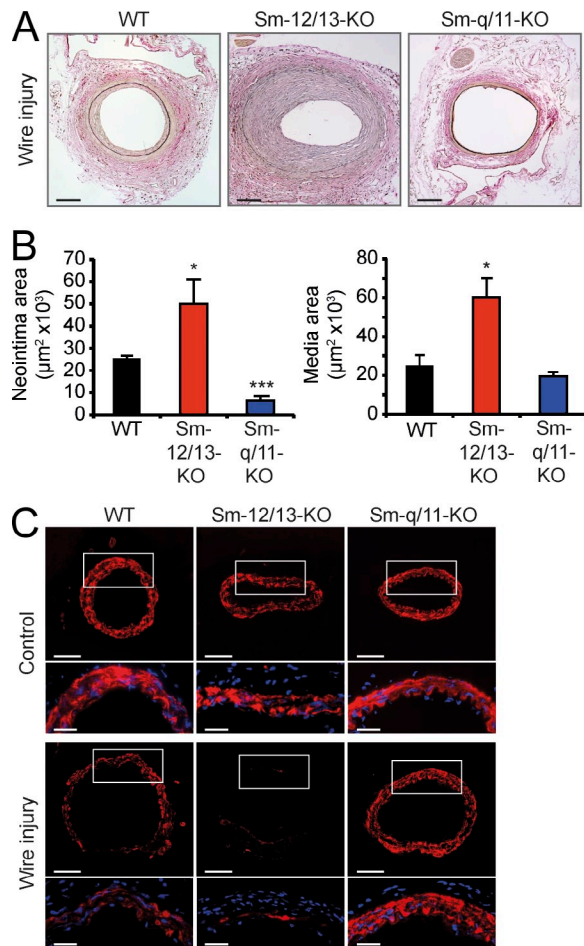 A
WT
Sm-12/13-KO
Sm-q/11-KO
Wire injury
B
Neointima area
(µm² x10³)
70
60
50
40
30
20
10
0
*
***
WT
Sm-
12/13-
KO
Sm-
q/11-
KO
Media area
(µm² x10³)
80
60
40
20
0
*
WT
Sm-
12/13-
KO
Sm-
q/11-
KO
C
WT
Sm-12/13-KO
Sm-q/11-KO
Control
Wire injury